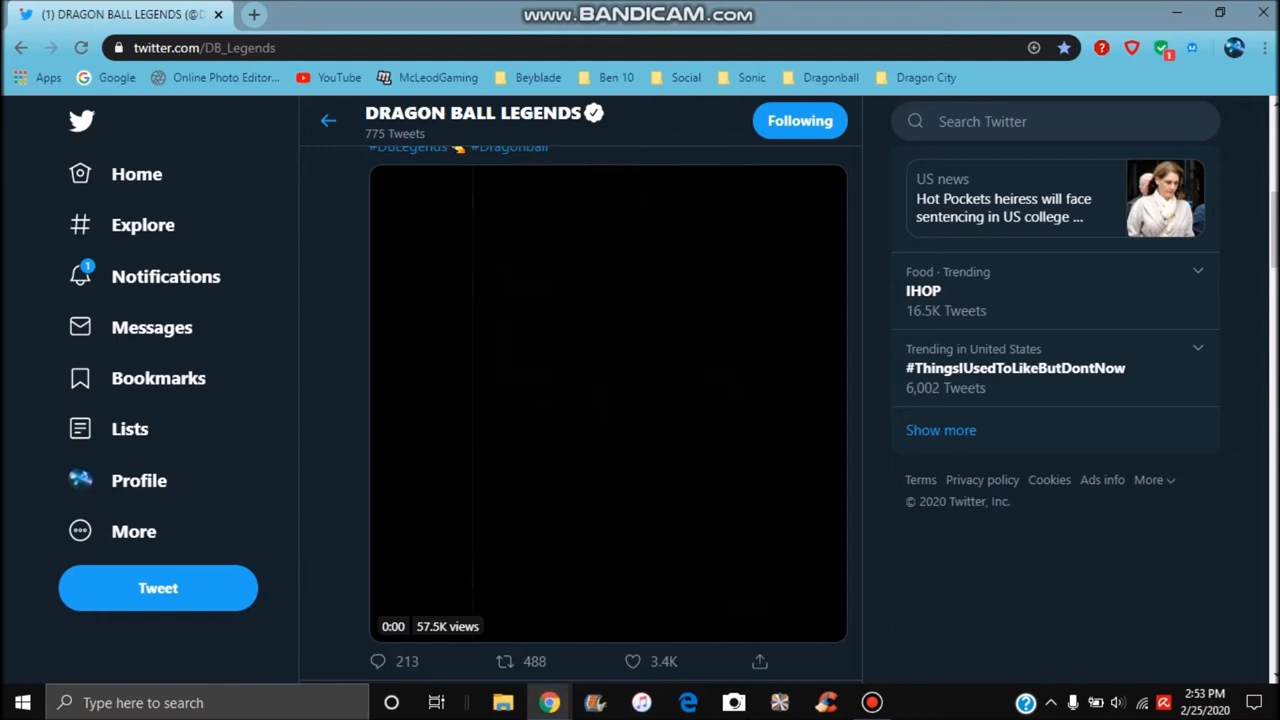 (1) DRAGON BALL LEGENDS (@D
www.BANDICAM.com
twitter.com/DB_Legends
Apps
Google
Online Photo Editor...
YouTube
McLeodGaming
Beyblade
Ben 10
Social
Sonic
Dragonball
Dragon City
DRAGON BALL LEGENDS
775 Tweets
Following
Search Twitter
#DBLegends #Dragonball
Home
Explore
1
Notifications
Messages
Bookmarks
Lists
Profile
More
Tweet
0:00
57.5K views
213
488
3.4K
US news
Hot Pockets heiress will face
sentencing in US college ...
Food · Trending
IHOP
16.5K Tweets
Trending in United States
#ThingsIUsedToLikeButDontNow
6,002 Tweets
Show more
Terms Privacy policy Cookies Ads info More
© 2020 Twitter, Inc.
Type here to search
2:53 PM
2/25/2020